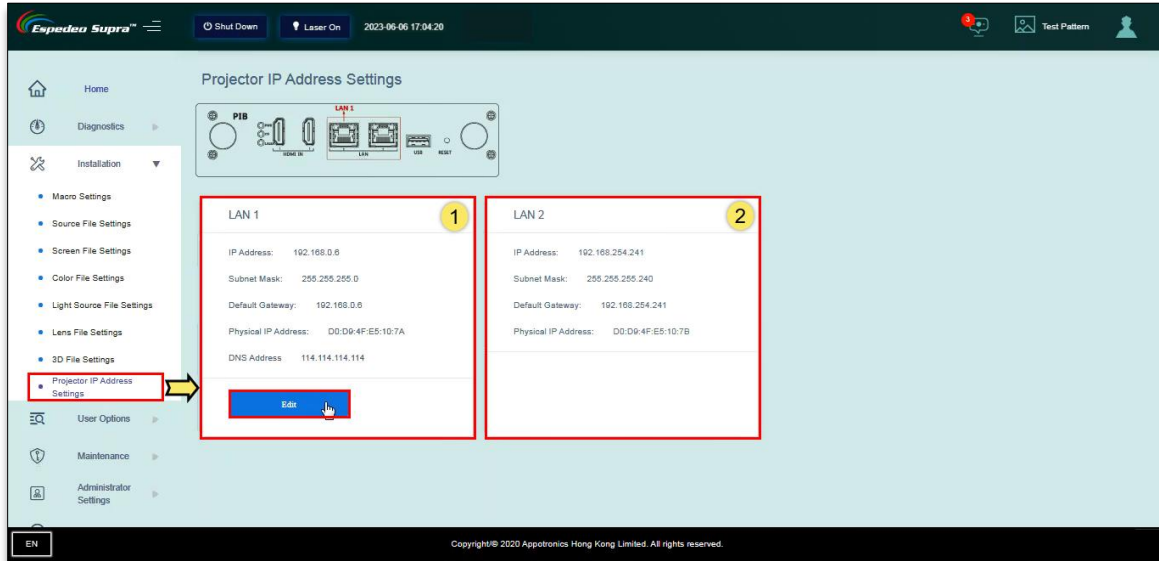 Espedeo Supra™
Shut Down
Laser On
2023-06-06 17:04:20
3
Test Pattern
Home
Diagnostics
Installation
Macro Settings
Source File Settings
Screen File Settings
Color File Settings
Light Source File Settings
Lens File Settings
3D File Settings
Projector IP Address
Settings
User Options
Maintenance
Administrator
Settings
EN
Projector IP Address Settings
PIB
LAN 1
HDMI IN
LAN
USB
RESET
LAN 1
1
IP Address: 192.168.0.6
Subnet Mask: 255.255.255.0
Default Gateway: 192.168.0.6
Physical IP Address: D0:D9:4F:E5:10:7A
DNS Address 114.114.114.114
Edit
LAN 2
2
IP Address: 192.168.254.241
Subnet Mask: 255.255.255.240
Default Gateway: 192.168.254.241
Physical IP Address: D0:D9:4F:E5:10:7B
Copyright/© 2020 Appotronics Hong Kong Limited. All rights reserved.